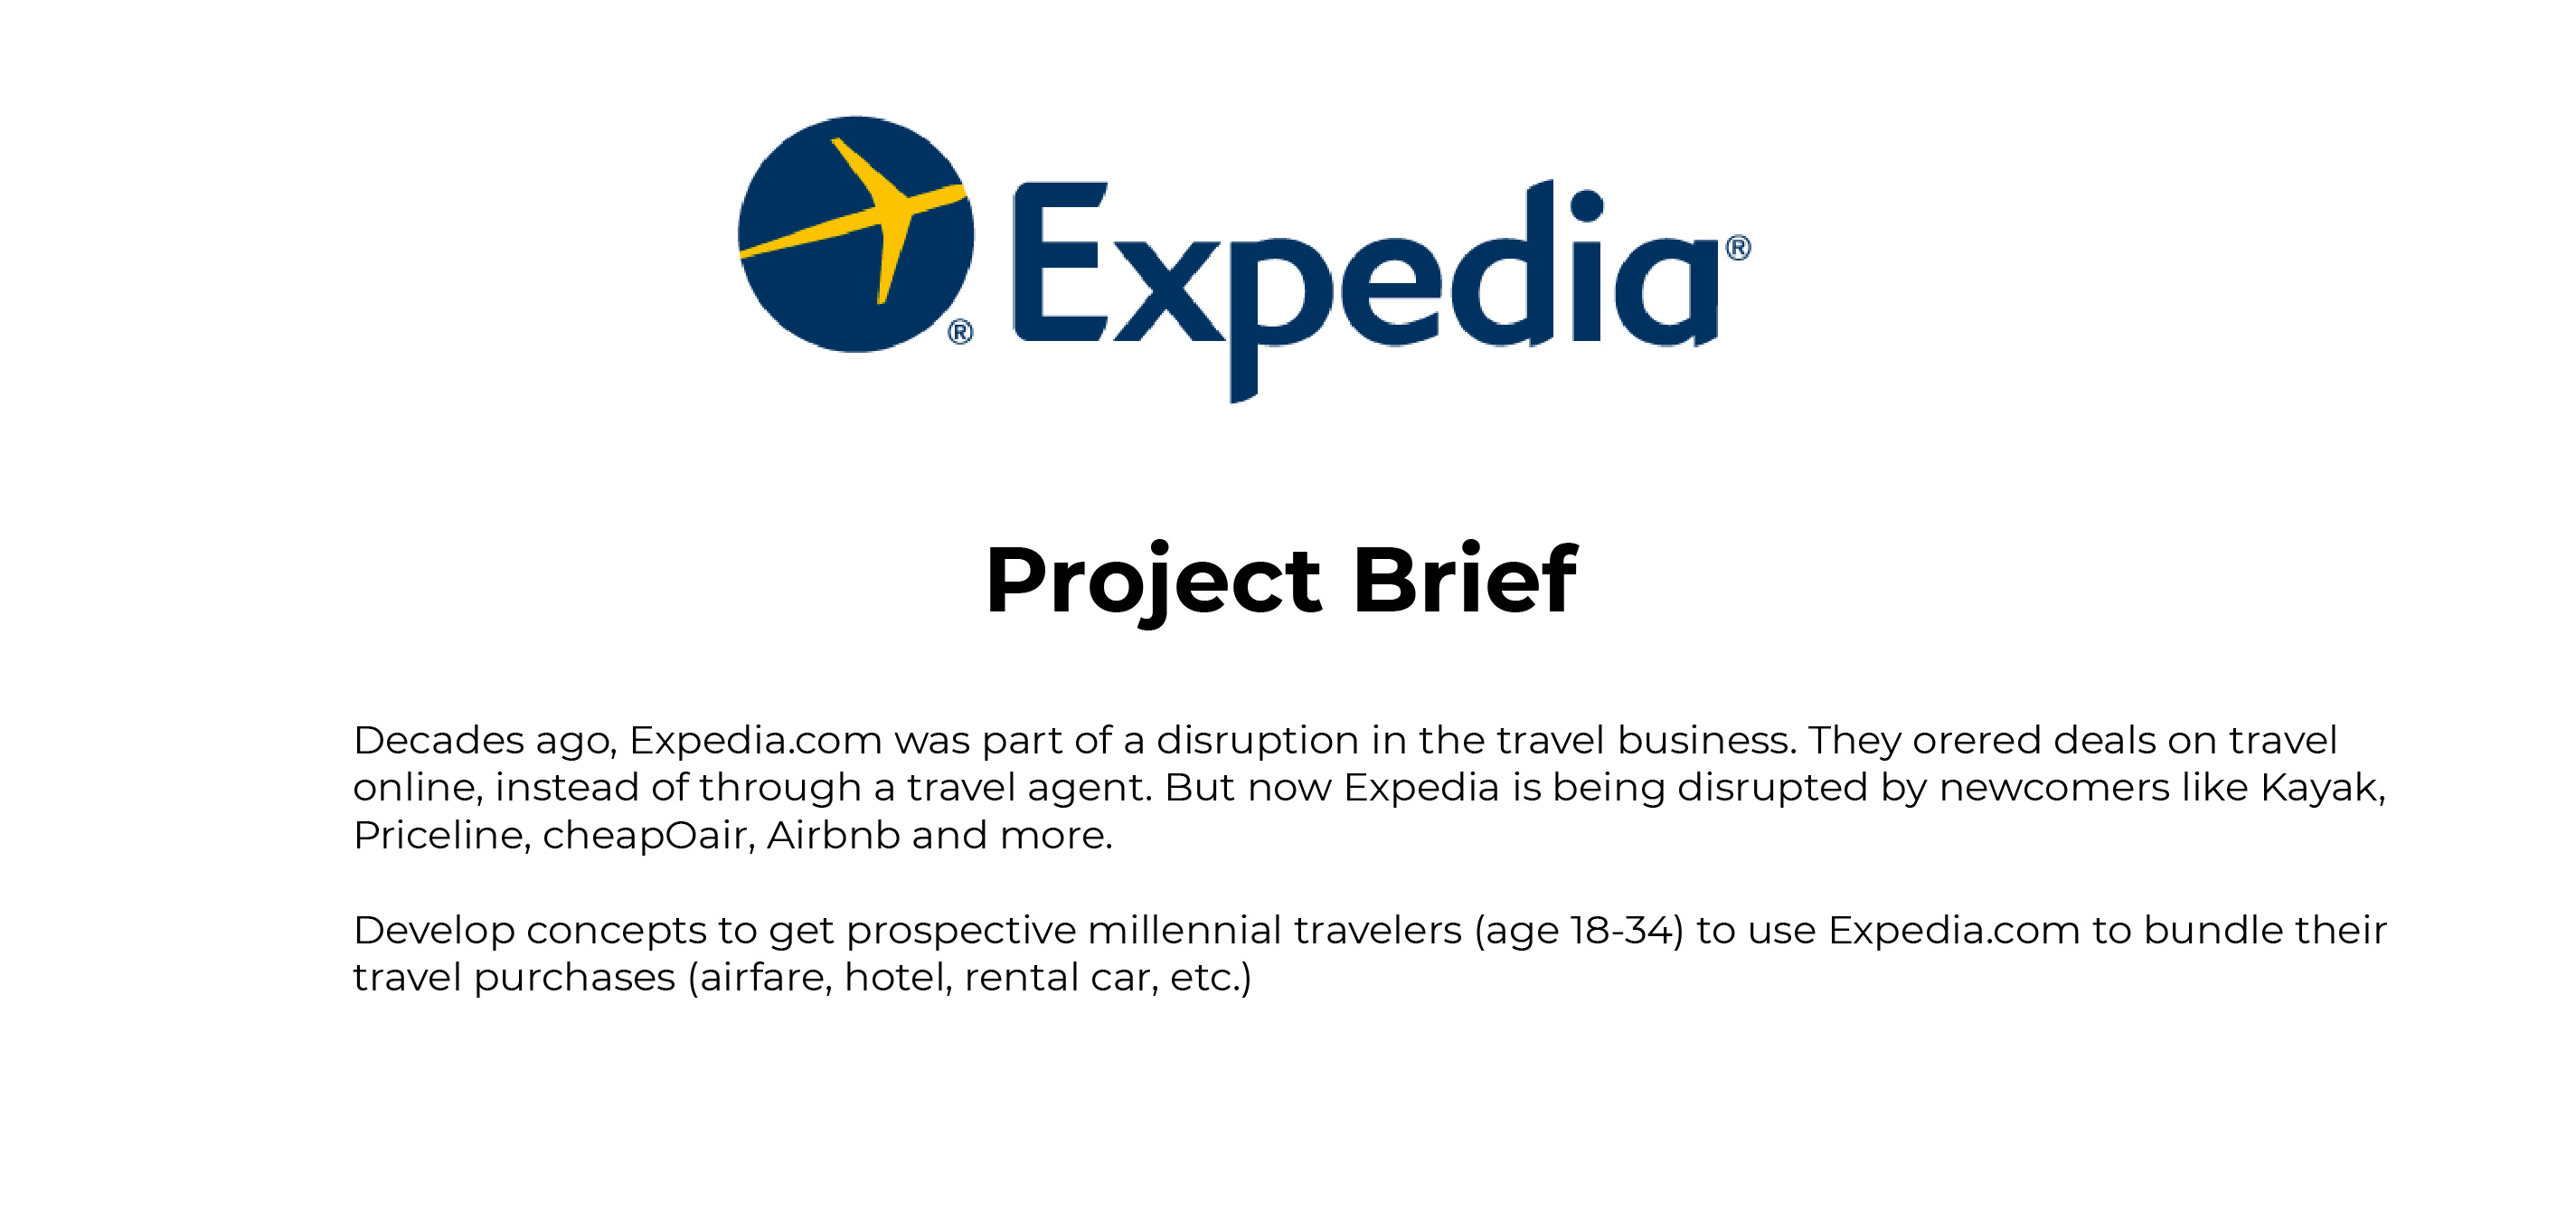 Expedia®
®
Project Brief
Decades ago, Expedia.com was part of a disruption in the travel business. They orered deals on travel
online, instead of through a travel agent. But now Expedia is being disrupted by newcomers like Kayak,
Priceline, cheapOair, Airbnb and more.
Develop concepts to get prospective millennial travelers (age 18-34) to use Expedia.com to bundle their
travel purchases (airfare, hotel, rental car, etc.)